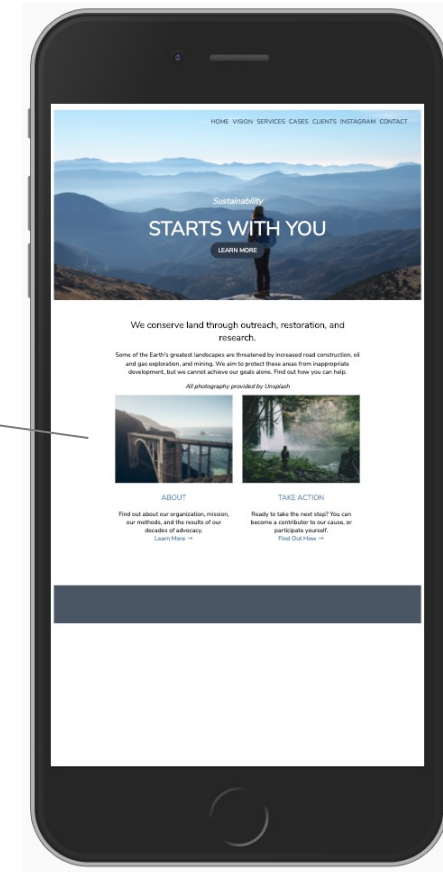 HOME VISION SERVICES CASES CLIENTS INSTAGRAM CONTACT
Sustainability
STARTS WITH YOU
LEARN MORE
We conserve land through outreach, restoration, and
research.
Some of the Earth's greatest landscapes are threatened by increased road construction, oil
and gas exploration, and mining. We aim to protect these areas from inappropriate
development, but we cannot achieve our goals alone. Find out how you can help.
All photography provided by Unsplash
ABOUT
Find out about our organization, mission,
our methods, and the results of our
decades of advocacy.
Learn More →
TAKE ACTION
Ready to take the next step? You can
become a contributor to our cause, or
participate yourself.
Find Out How →